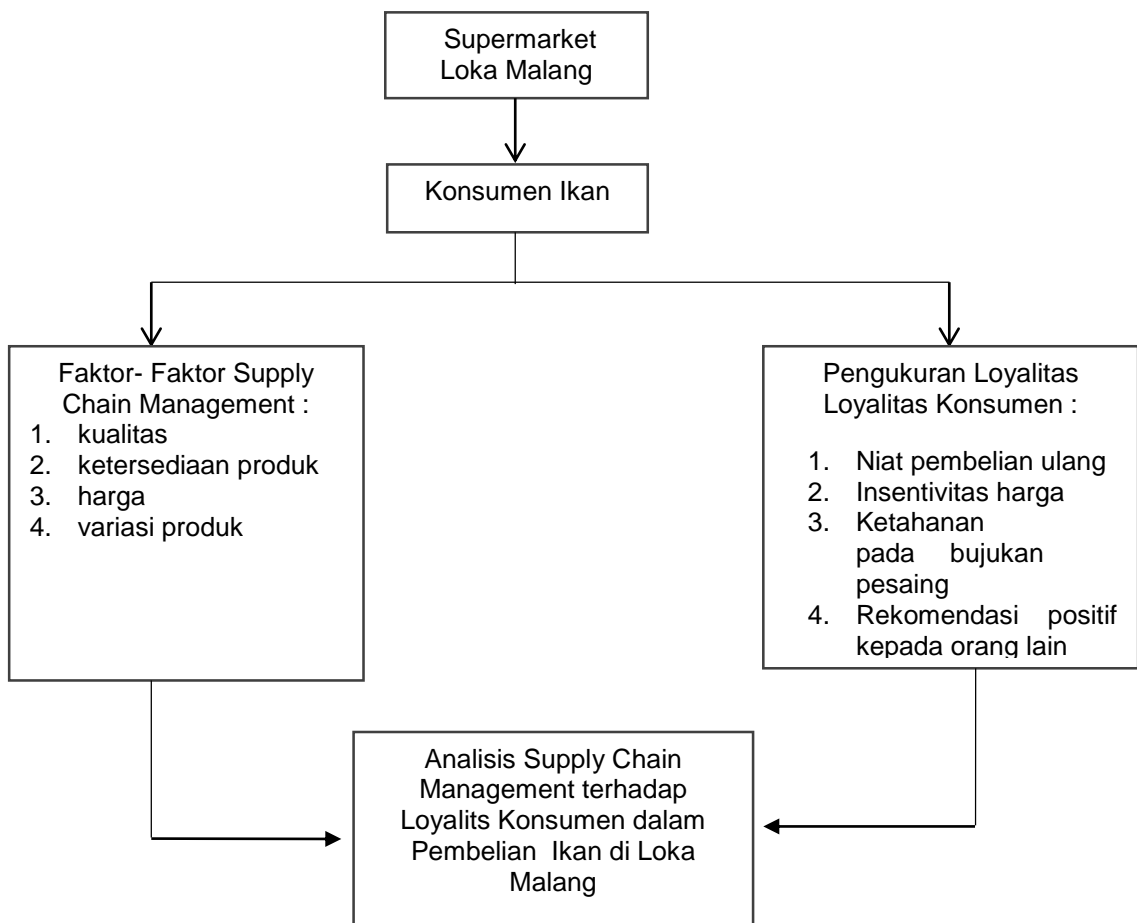 Supermarket
Loka Malang
Konsumen Ikan
Faktor- Faktor Supply
Chain Management :
1. kualitas
2. ketersediaan produk
3. harga
4. variasi produk
Pengukuran Loyalitas
Loyalitas Konsumen :
1. Niat pembelian ulang
2. Insentivitas harga
3. Ketahanan
pada bujukan
pesaing
4. Rekomendasi positif
kepada orang lain
Analisis Supply Chain
Management terhadap
Loyalits Konsumen dalam
Pembelian Ikan di Loka
Malang